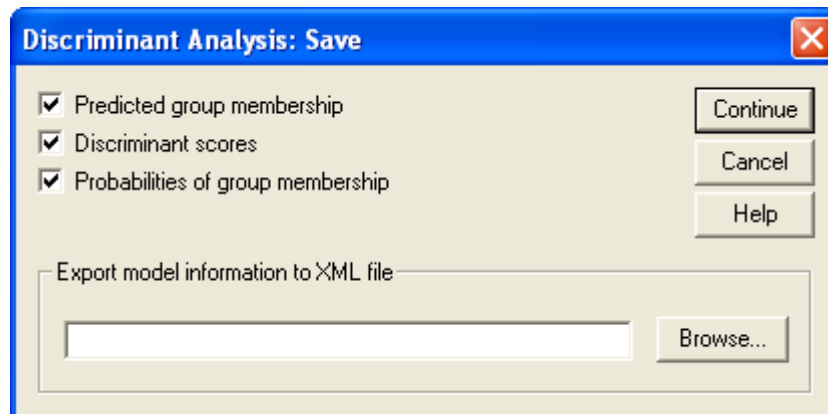 Discriminant Analysis: Save
Predicted group membership
Discriminant scores
Probabilities of group membership
Continue
Cancel
Help
Export model information to XML file
Browse...